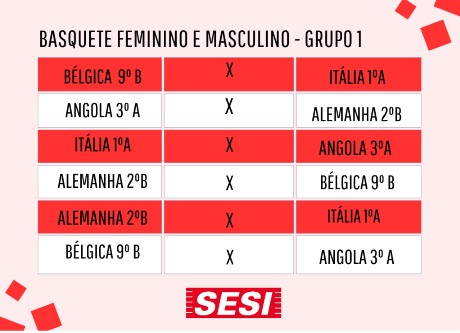 BASQUETE FEMININO E MASCULINO - GRUPO 1
BÉLGICA 9º B X ITÁLIA 1ºA
ANGOLA 3º A X ALEMANHA 2ºB
ITÁLIA 1ºA X ANGOLA 3ºA
ALEMANHA 2ºB X BÉLGICA 9º B
ALEMANHA 2ºB X ITÁLIA 1ºA
BÉLGICA 9º B X ANGOLA 3º A
SESI